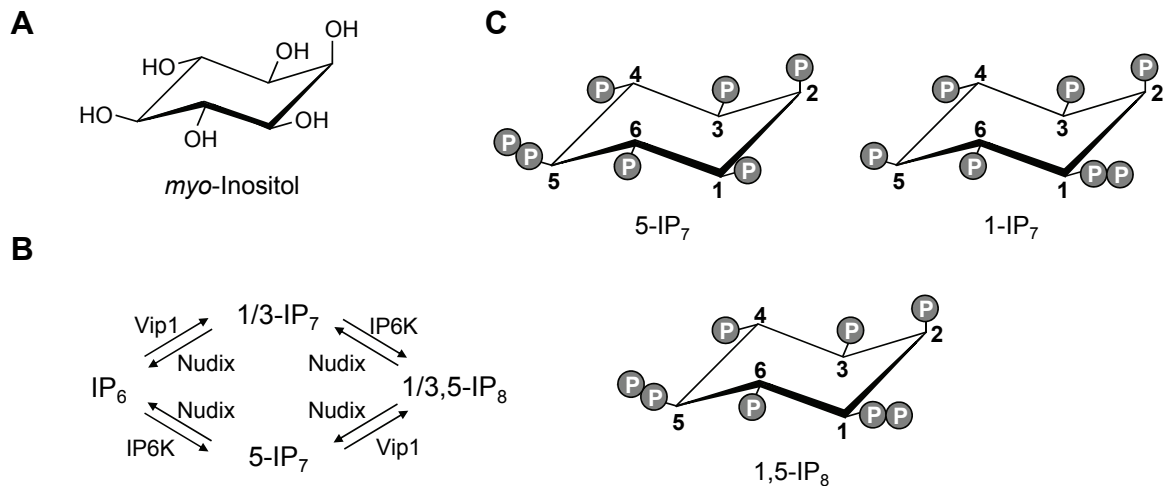 A
HO
OH
OH
HO
OH
OH
myo-Inositol
B
1/3-IP₇
Vip1
IP6K
Nudix
Nudix
IP₆
1/3,5-IP₈
Nudix
Nudix
IP6K
Vip1
5-IP₇
C
P
P
P
4
2
3
6
P
P
P
P
5
1
5-IP₇
P
P
P
4
2
3
6
P
P
P
P
5
1
1-IP₇
P
P
P
4
2
3
6
P
P
P
P
P
5
1
1,5-IP₈